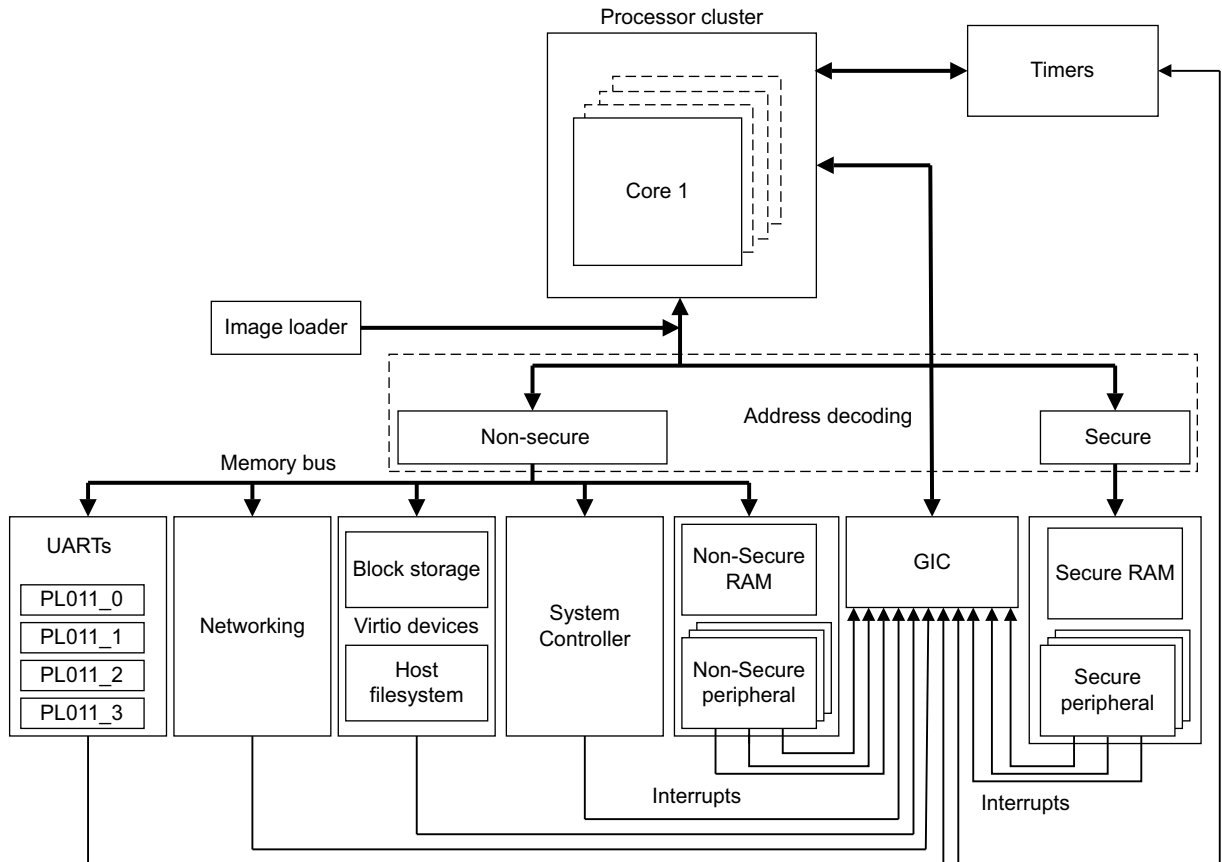 Processor cluster
Timers
Core 1
Image loader
Address decoding
Non-secure
Secure
Memory bus
UARTs
PL011_0
PL011_1
PL011_2
PL011_3
Networking
Block storage
Virtio devices
Host
filesystem
System
Controller
Non-Secure
RAM
Non-Secure
peripheral
GIC
Secure RAM
Secure
peripheral
Interrupts
Interrupts